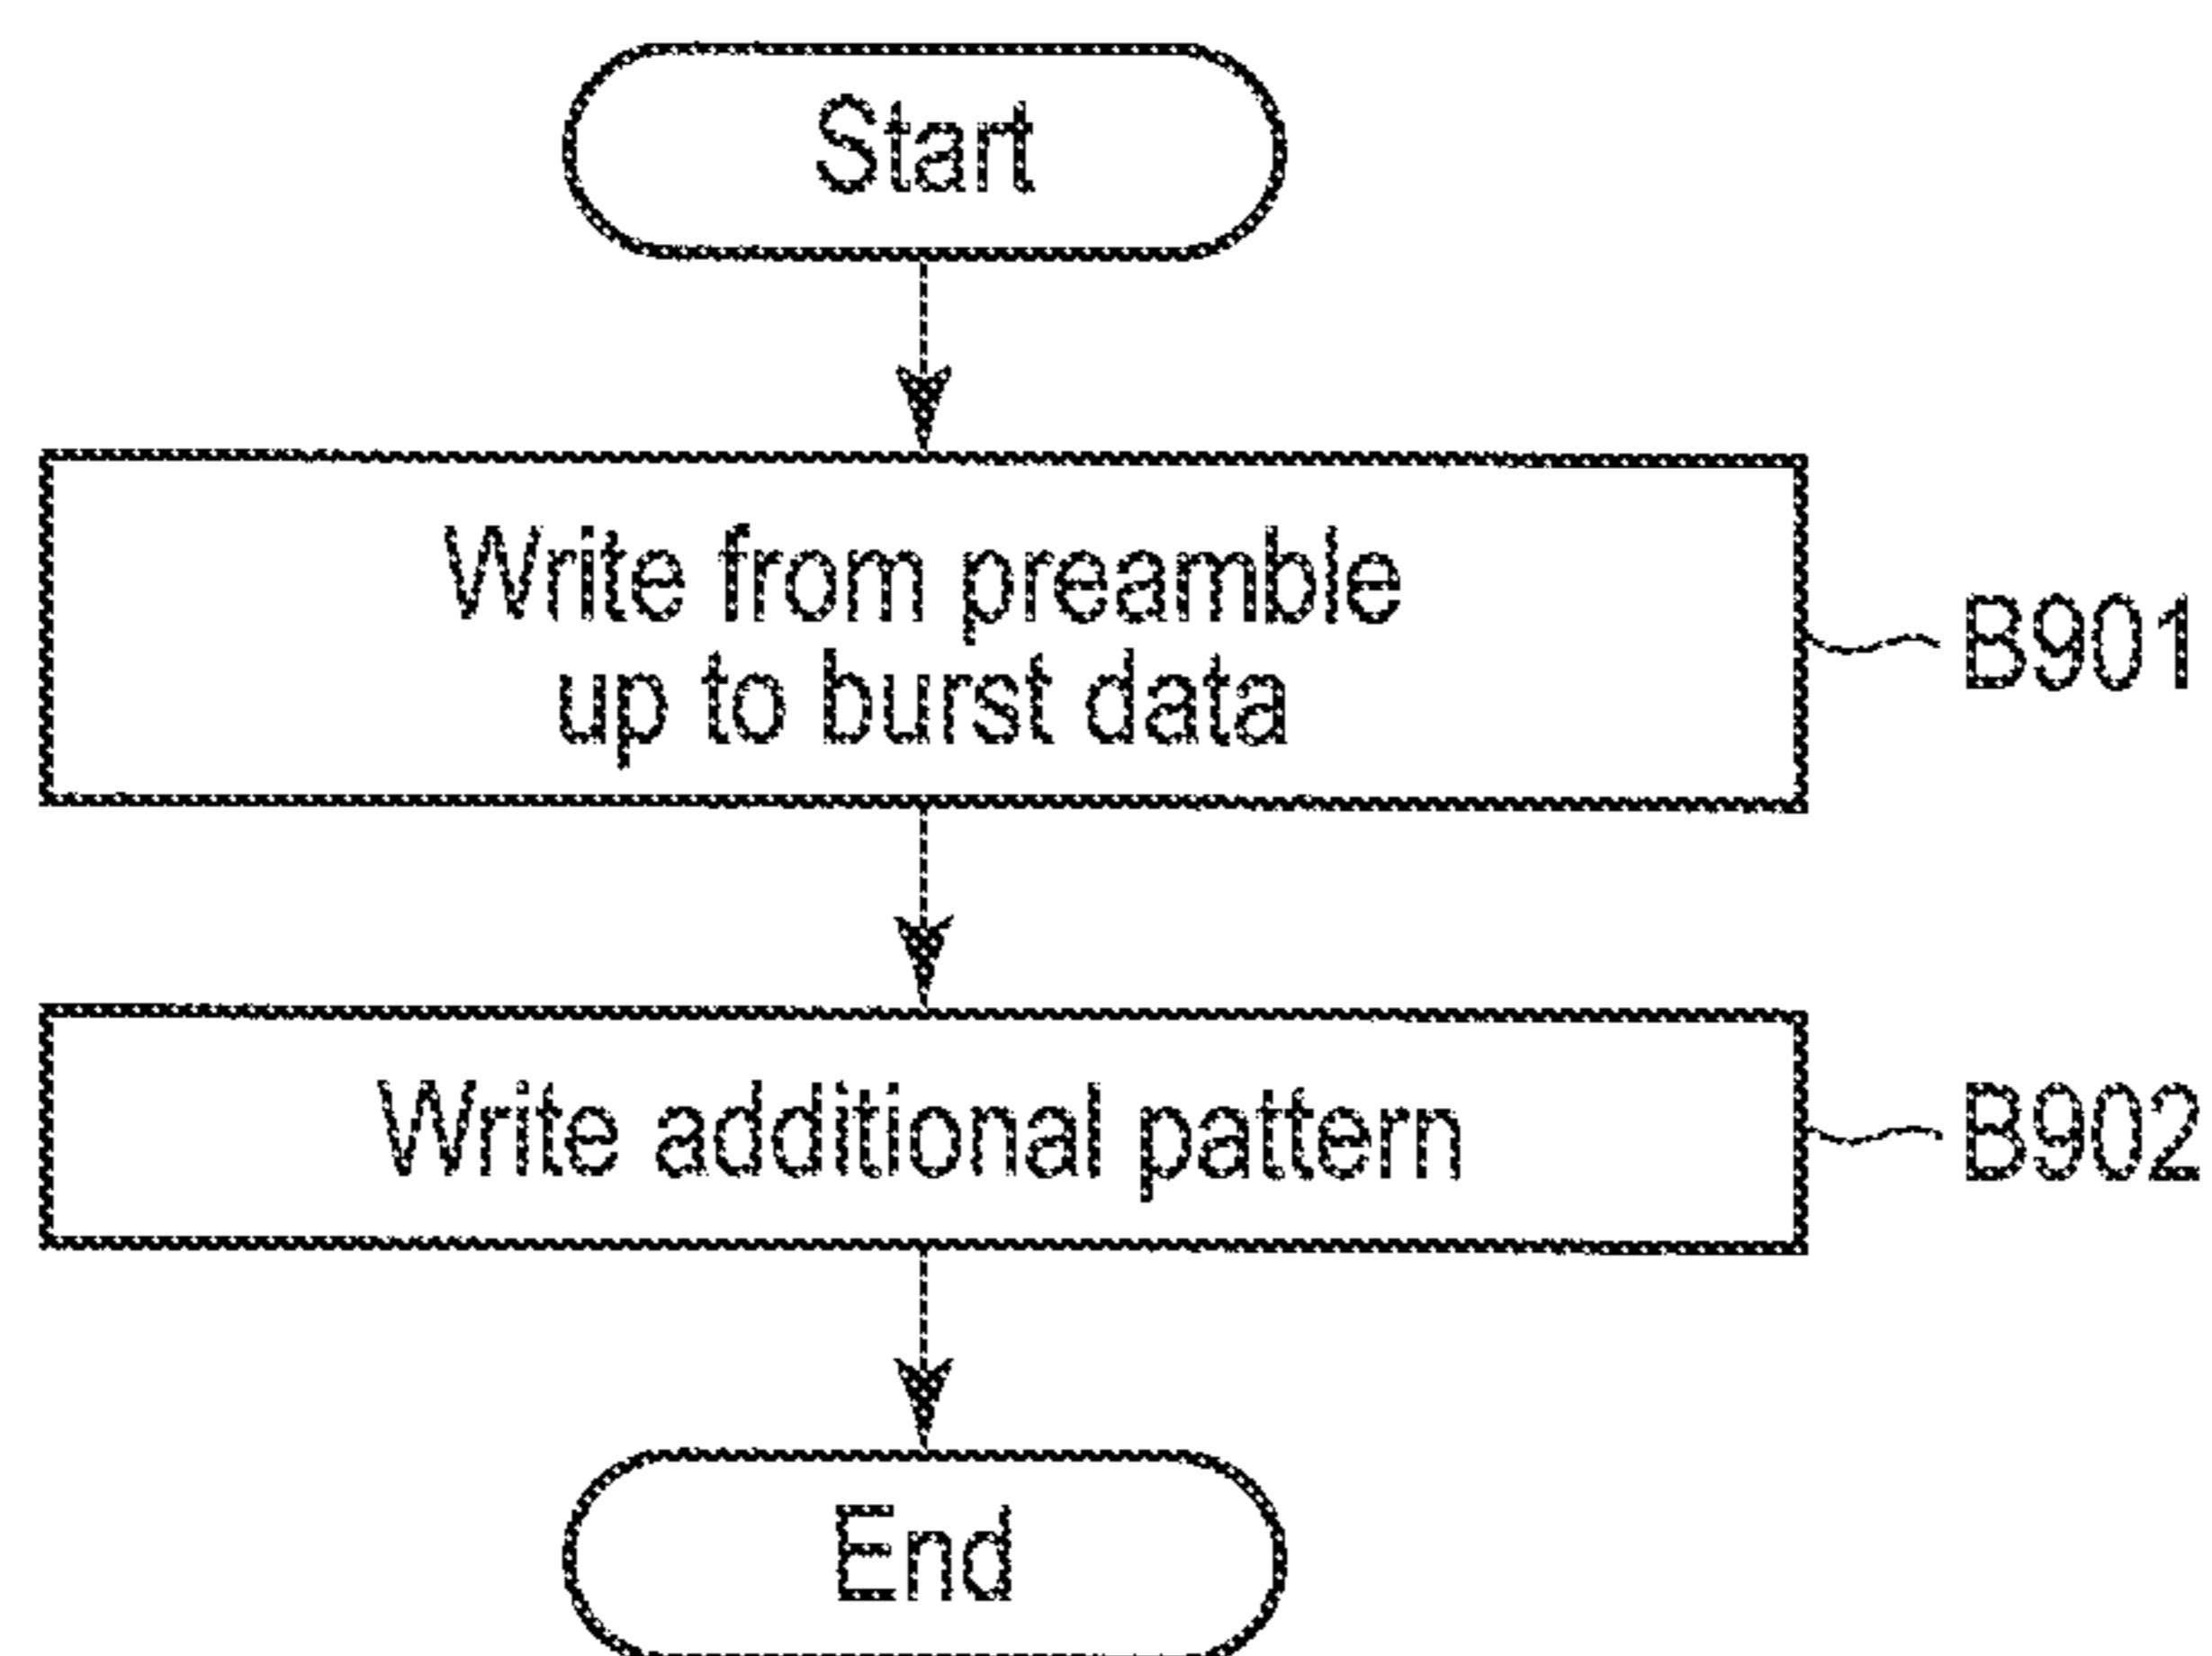 Start
Write from preamble
up to burst data
B901
Write additional pattern
B902
End